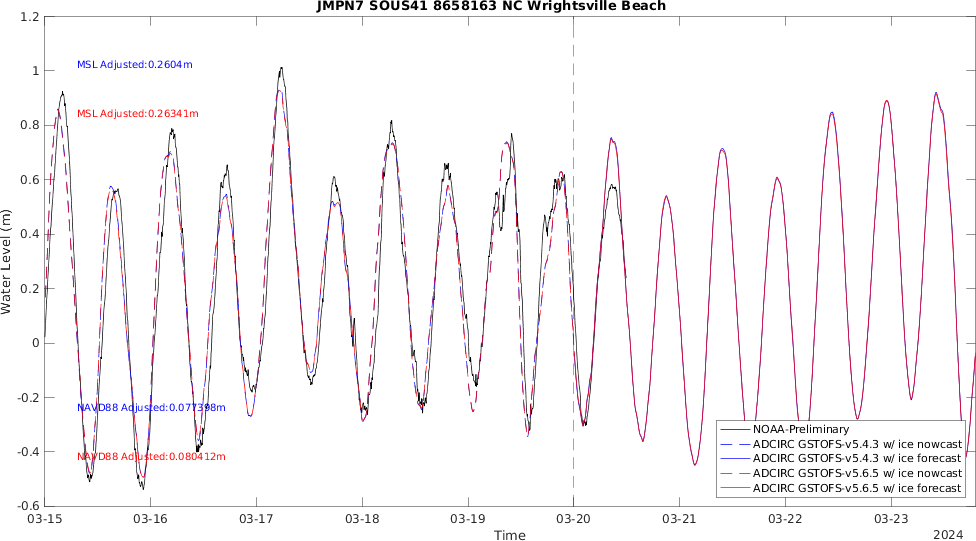 JMPN7 SOUS41 8658163 NC Wrightsville Beach
1.2
1
0.8
0.6
0.4
0.2
0
-0.2
-0.4
-0.6
Water Level (m)
MSL Adjusted:0.2604m
MSL Adjusted:0.26341m
NAVD88 Adjusted:0.077398m
NAVD88 Adjusted:0.080412m
NOAA-Preliminary
ADCIRC GSTOFS-v5.4.3 w/ ice nowcast
ADCIRC GSTOFS-v5.4.3 w/ ice forecast
ADCIRC GSTOFS-v5.6.5 w/ ice nowcast
ADCIRC GSTOFS-v5.6.5 w/ ice forecast
03-15 03-16 03-17 03-18 03-19 03-20 03-21 03-22 03-23
Time
2024